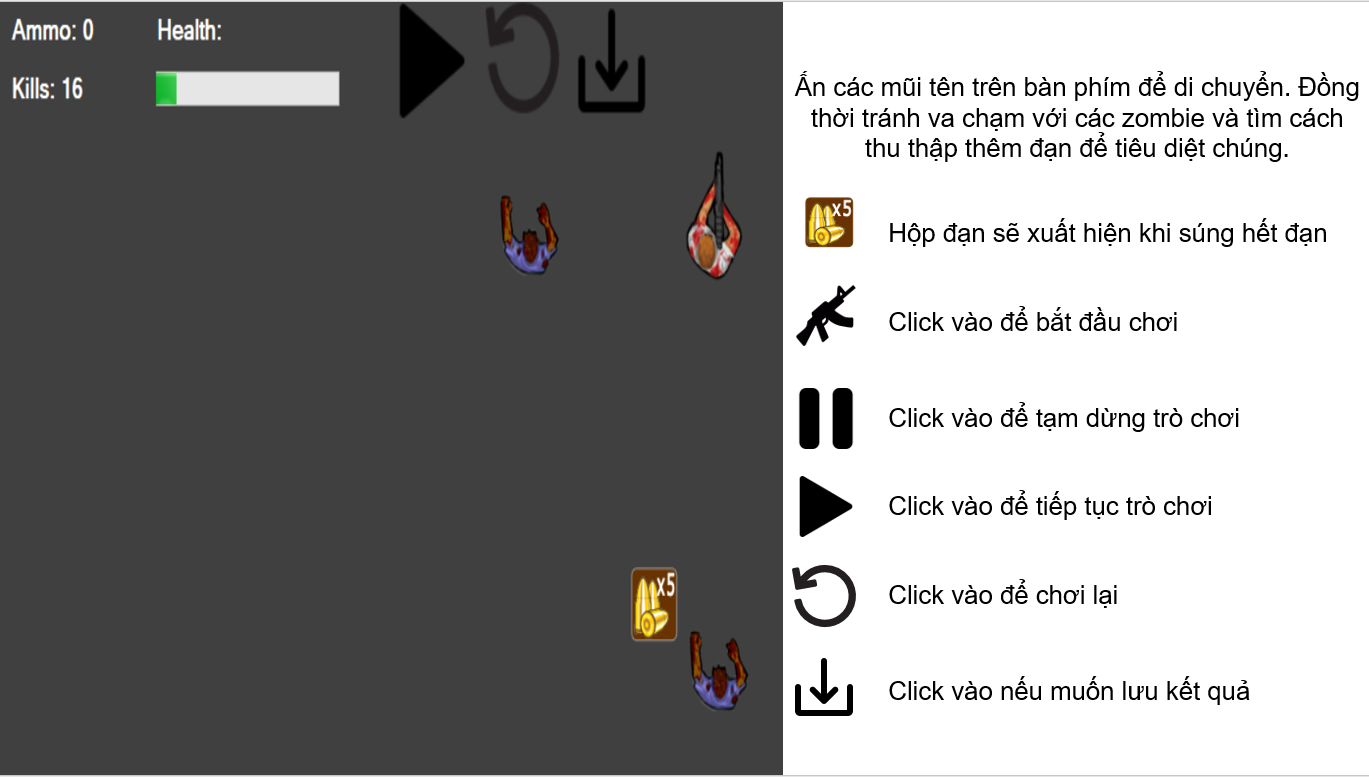 Ammo: 0 Health:
Kills: 16
x5
Ấn các mũi tên trên bàn phím để di chuyển. Đồng
thời tránh va chạm với các zombie và tìm cách
thu thập thêm đạn để tiêu diệt chúng.
x5
Hộp đạn sẽ xuất hiện khi súng hết đạn
Click vào để bắt đầu chơi
Click vào để tạm dừng trò chơi
Click vào để tiếp tục trò chơi
Click vào để chơi lại
Click vào nếu muốn lưu kết quả